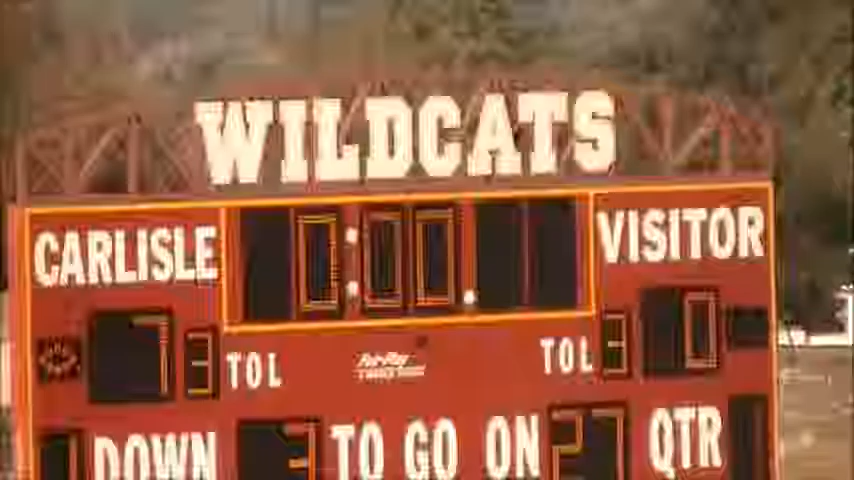 WILDCATS
CARLISLE 0:00. VISITOR
7 3 TOL TOL 3 0
DOWN 3 TO GO ON 27 QTR